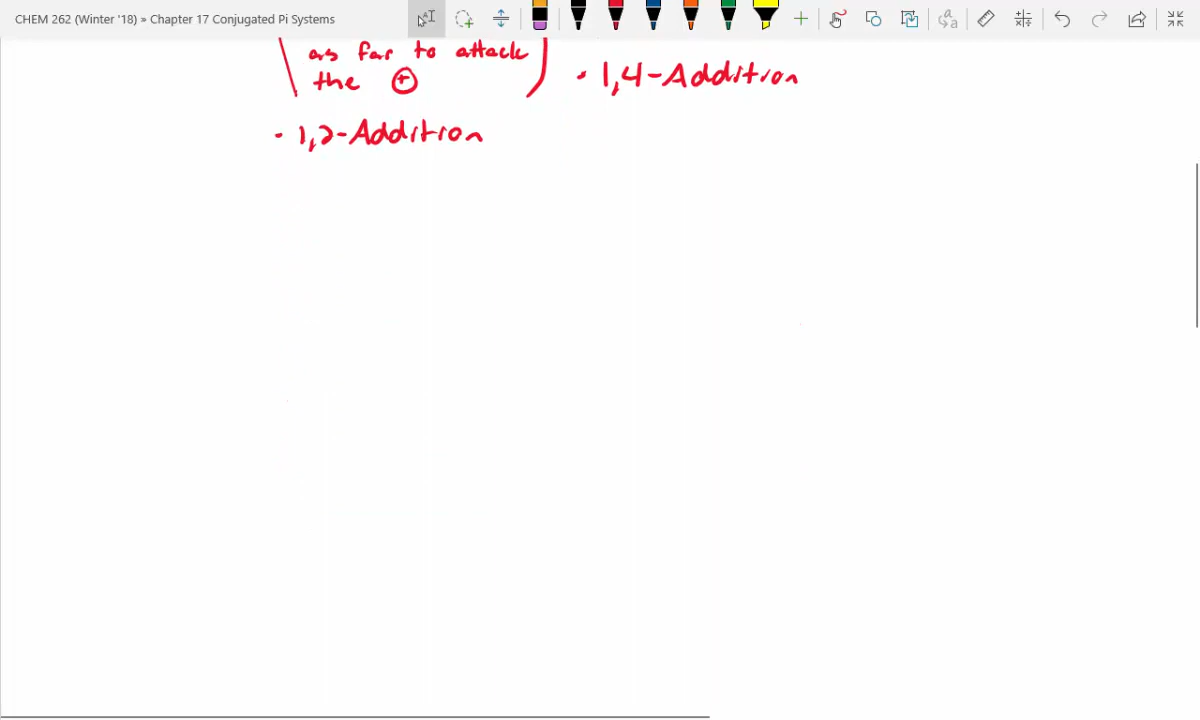 CHEM 262 (Winter '18) » Chapter 17 Conjugated Pi Systems
as far to attack
the +
• 1,4-Addition
• 1,2-Addition